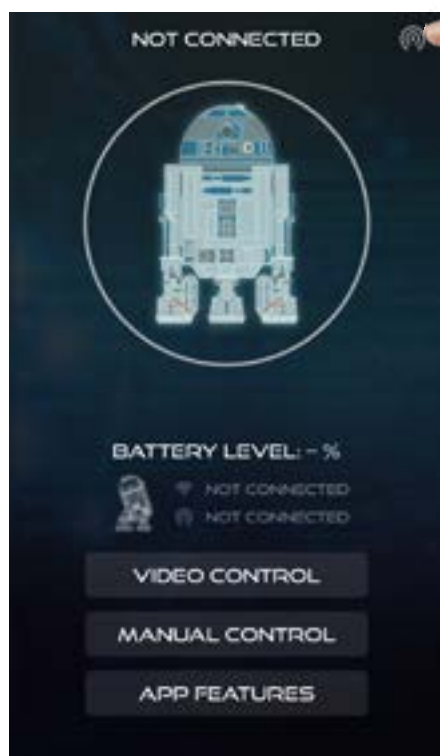 NOT CONNECTED
BATTERY LEVEL: - %
NOT CONNECTED
NOT CONNECTED
VIDEO CONTROL
MANUAL CONTROL
APP FEATURES